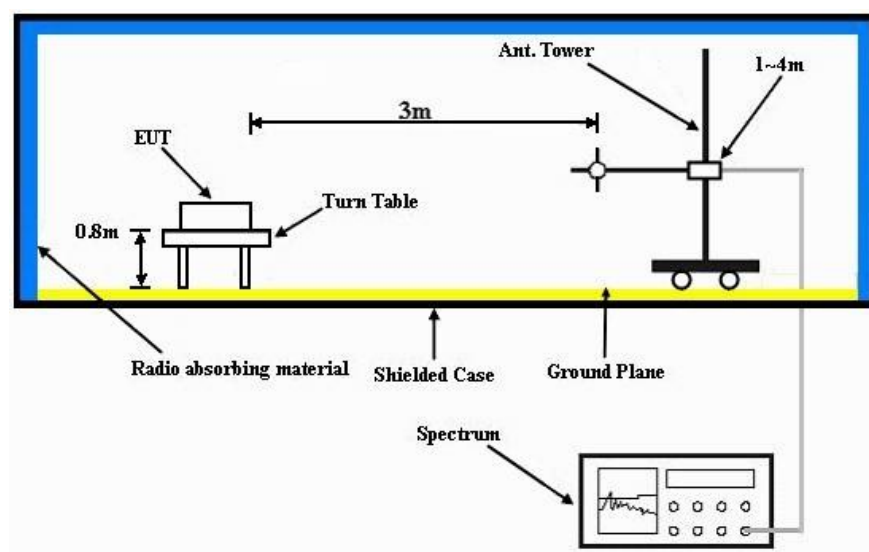 Ant. Tower
1~4m
3m
EUT
Turn Table
0.8m
Radio absorbing material
Shielded Case
Ground Plane
Spectrum